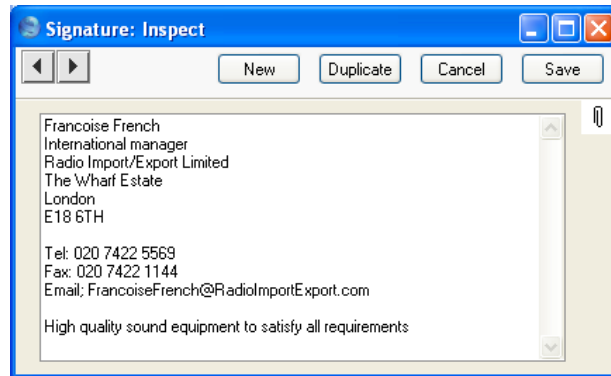 Signature: Inspect
New Duplicate Cancel Save
Francoise French
International manager
Radio Import/Export Limited
The Wharf Estate
London
E18 6TH
Tel: 020 7422 5569
Fax: 020 7422 1144
Email; FrancoiseFrench@RadioImportExport.com
High quality sound equipment to satisfy all requirements